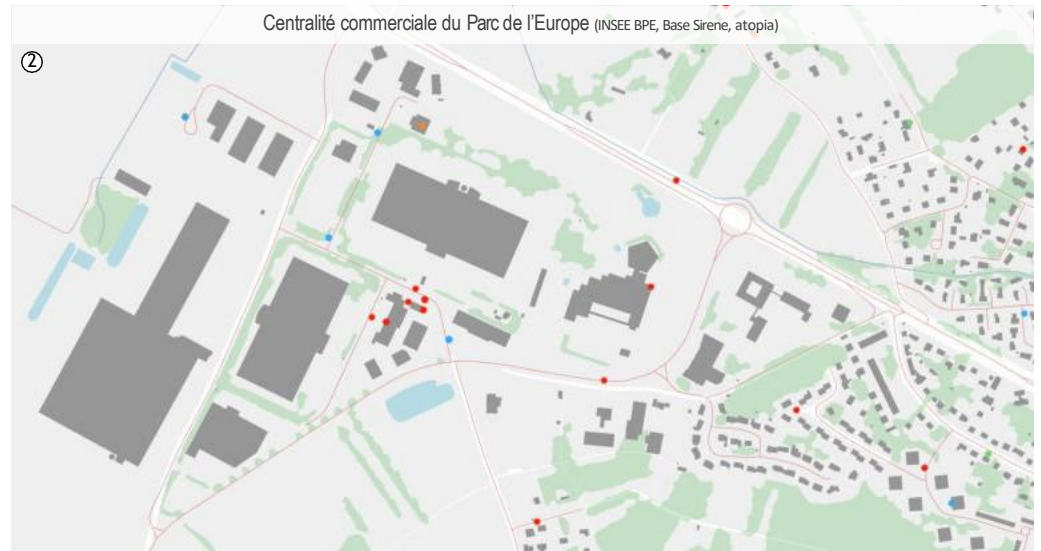 Centralité commerciale du Parc de l'Europe (INSEE BPE, Base Sirene, atopia)
②